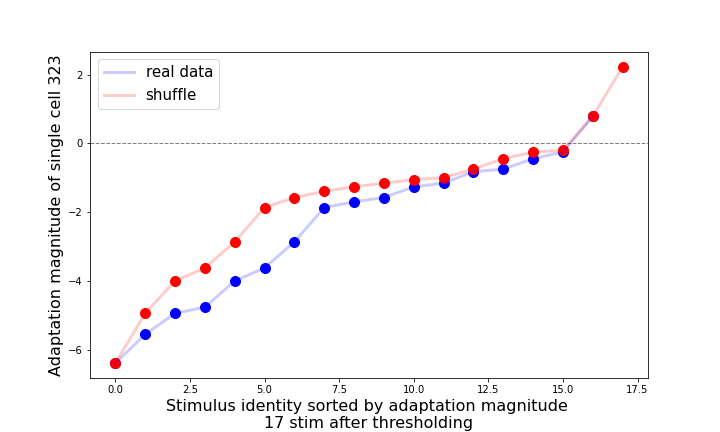 real data
shuffle
Adaptation magnitude of single cell 323
2
0
−2
−4
−6
0.0 2.5 5.0 7.5 10.0 12.5 15.0 17.5
Stimulus identity sorted by adaptation magnitude
17 stim after thresholding